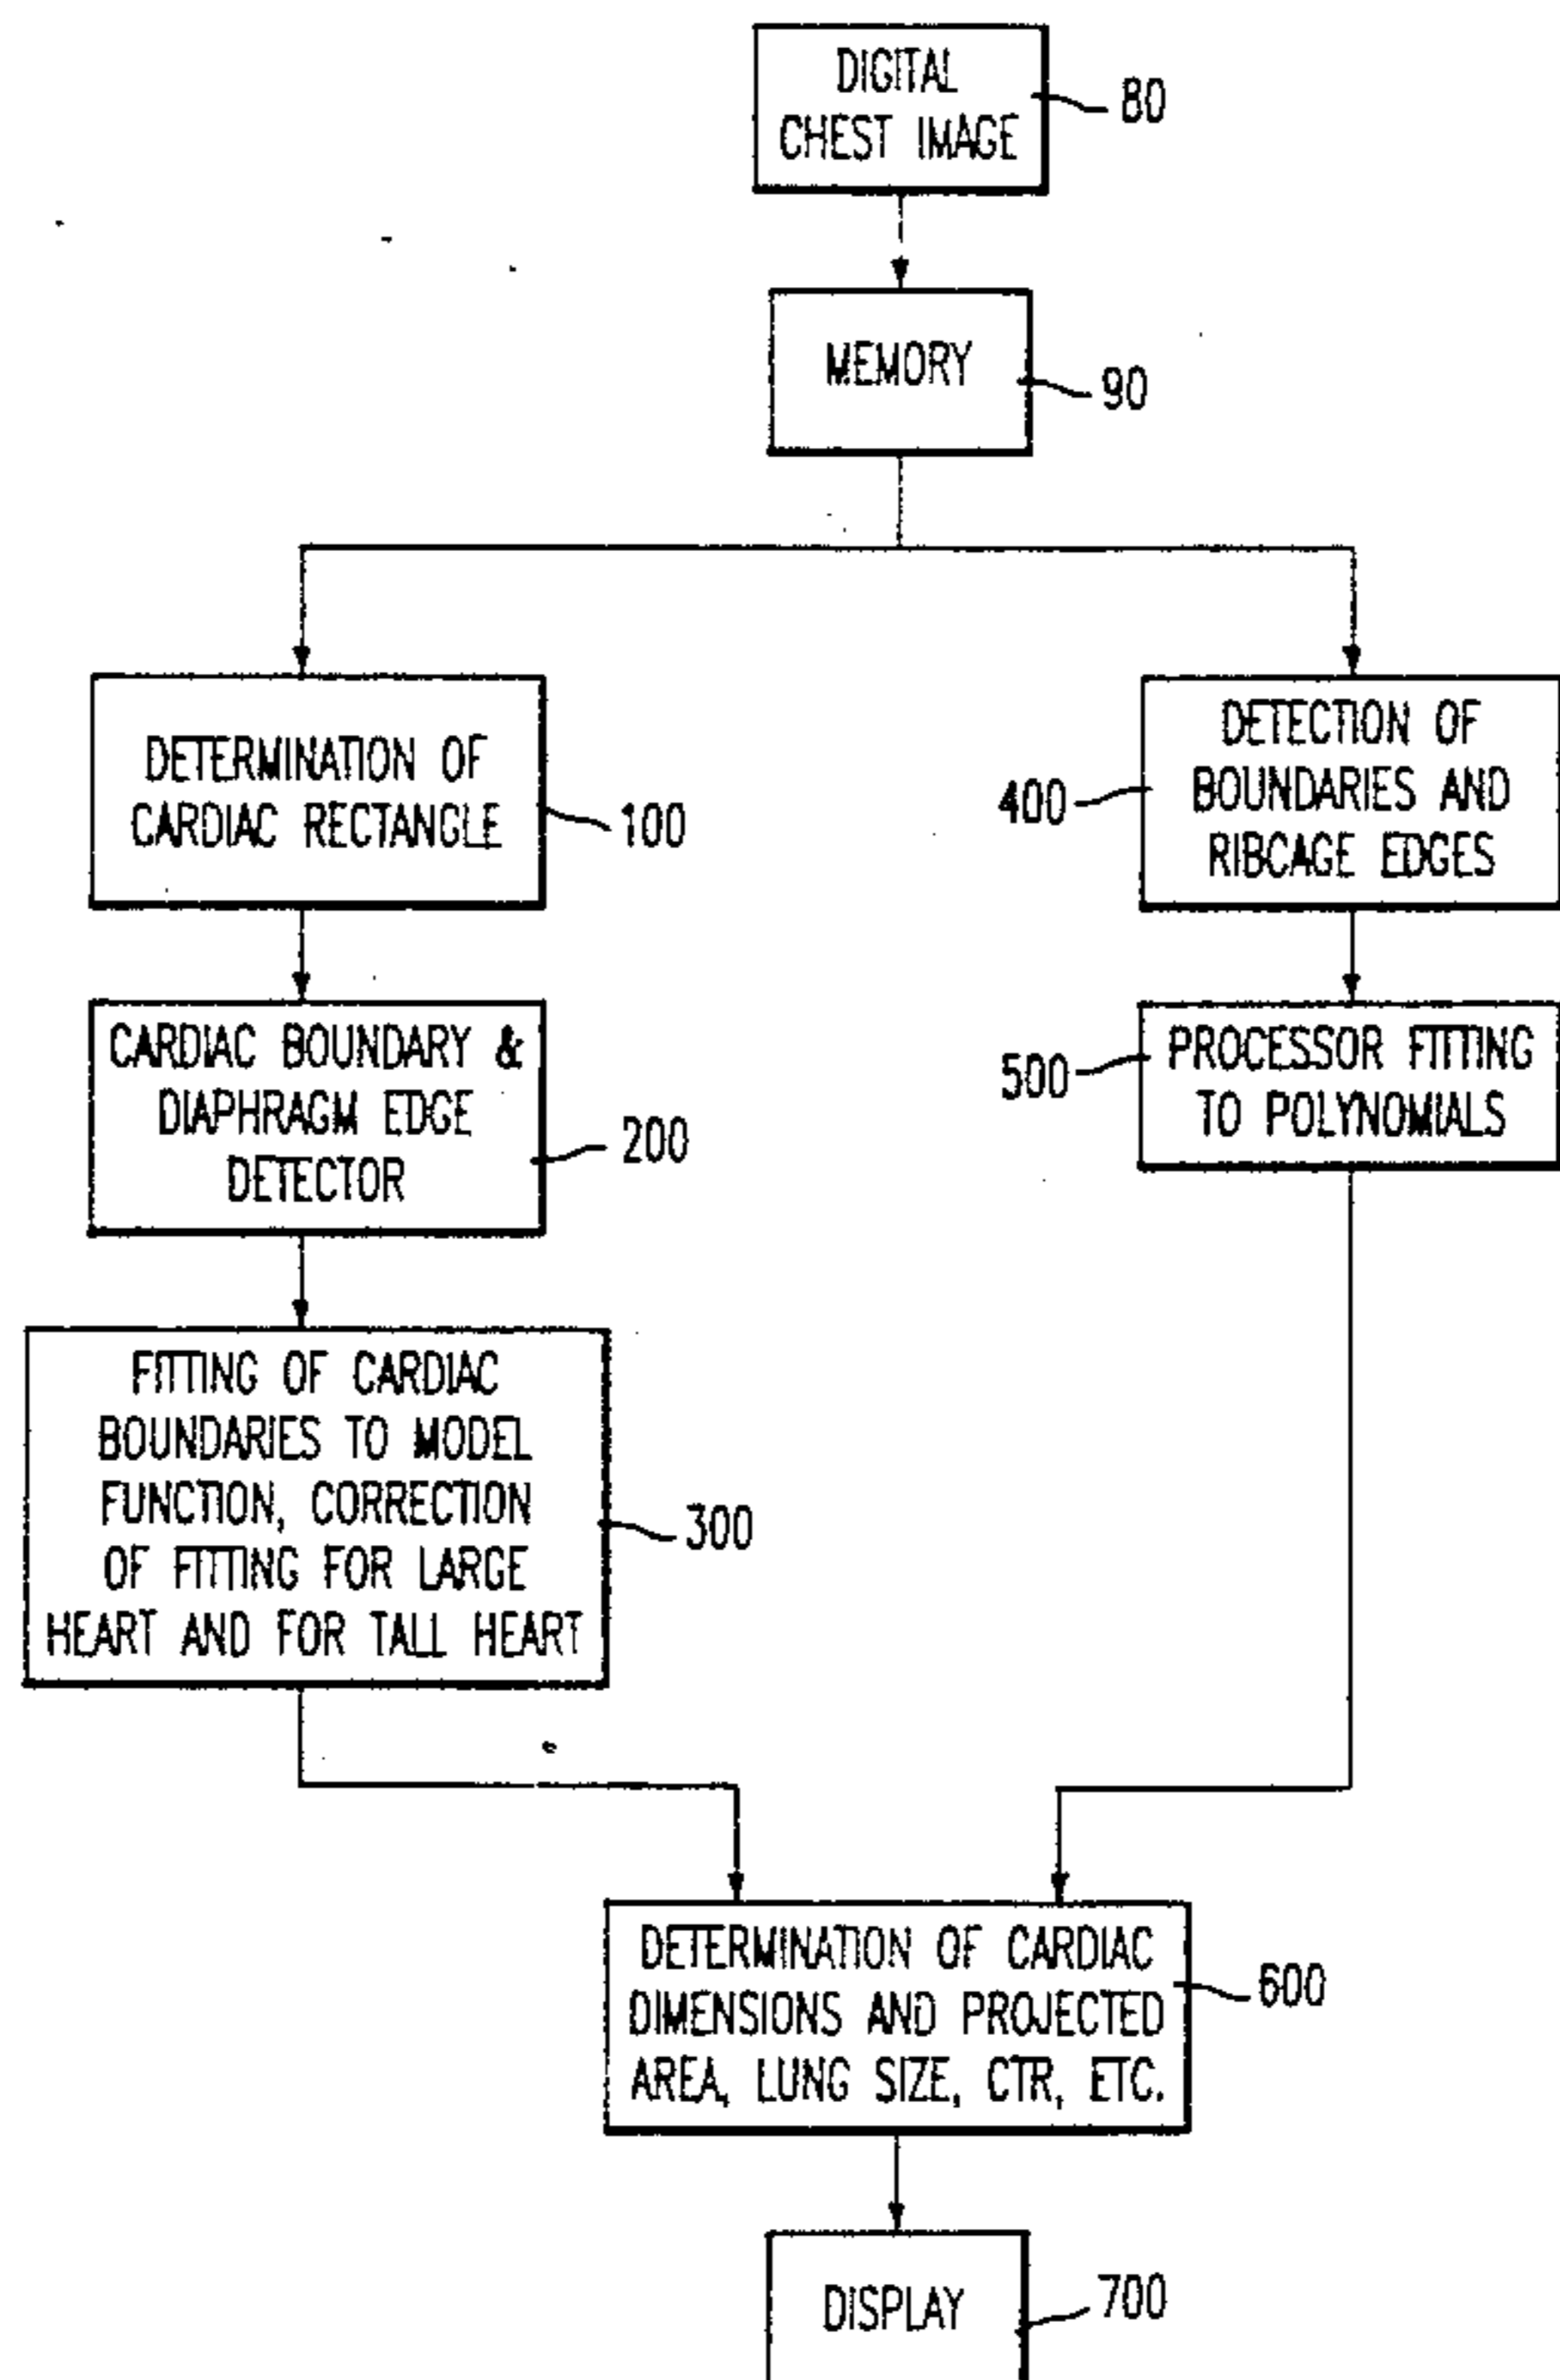 DIGITAL
CHEST IMAGE
80
MEMORY
90
DETERMINATION OF
CARDIAC RECTANGLE
100
DETECTION OF
BOUNDARIES AND
RIBCAGE EDGES
400
CARDIAC BOUNDARY &
DIAPHRAGM EDGE
DETECTOR
200
PROCESSOR FITTING
TO POLYNOMIALS
500
FITTING OF CARDIAC
BOUNDARIES TO MODEL
FUNCTION, CORRECTION
OF FITTING FOR LARGE
HEART AND FOR TALL HEART
300
DETERMINATION OF CARDIAC
DIMENSIONS AND PROJECTED
AREA, LUNG SIZE, CTR, ETC.
600
DISPLAY
700